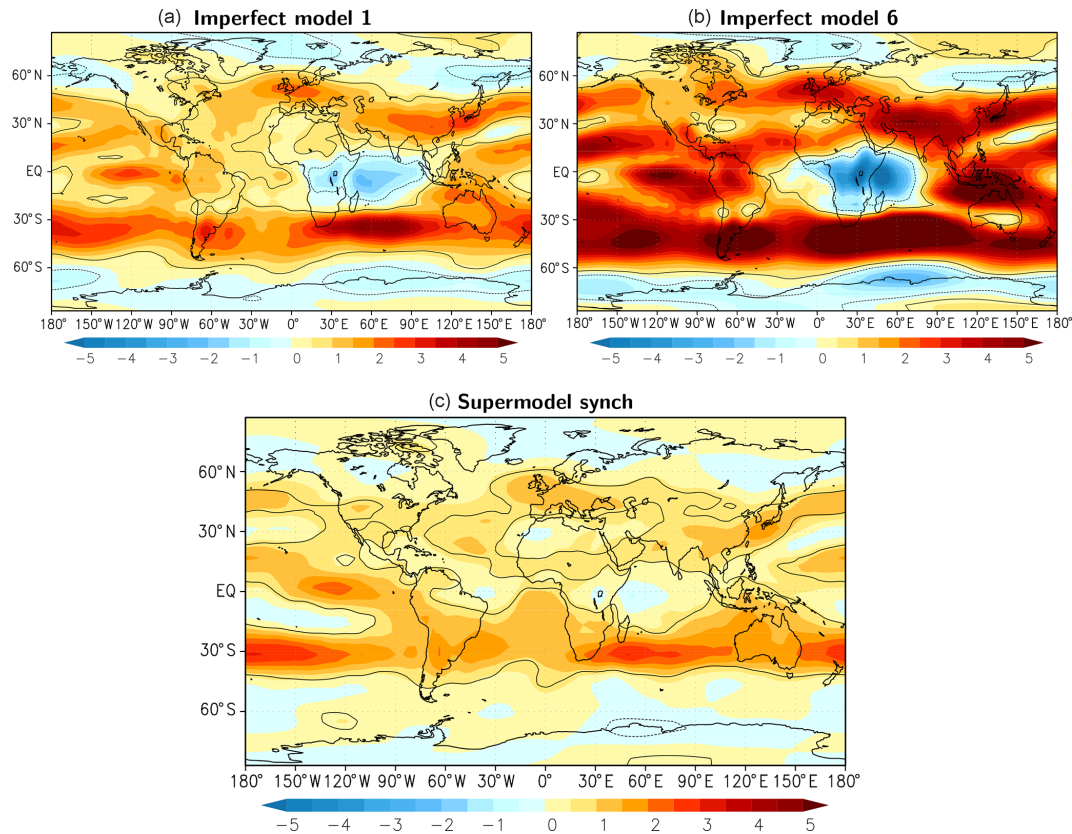 (a) Imperfect model 1
60° N
30° N
EQ
30° S
60° S
180° 150° W 120° W 90° W 60° W 30° W 0° 30° E 60° E 90° E 120° E 150° E 180°
-5 -4 -3 -2 -1 0 1 2 3 4 5
(b) Imperfect model 6
60° N
30° N
EQ
30° S
60° S
180° 150° W 120° W 90° W 60° W 30° W 0° 30° E 60° E 90° E 120° E 150° E 180°
-5 -4 -3 -2 -1 0 1 2 3 4 5
(c) Supermodel synch
60° N
30° N
EQ
30° S
60° S
180° 150° W 120° W 90° W 60° W 30° W 0° 30° E 60° E 90° E 120° E 150° E 180°
-5 -4 -3 -2 -1 0 1 2 3 4 5